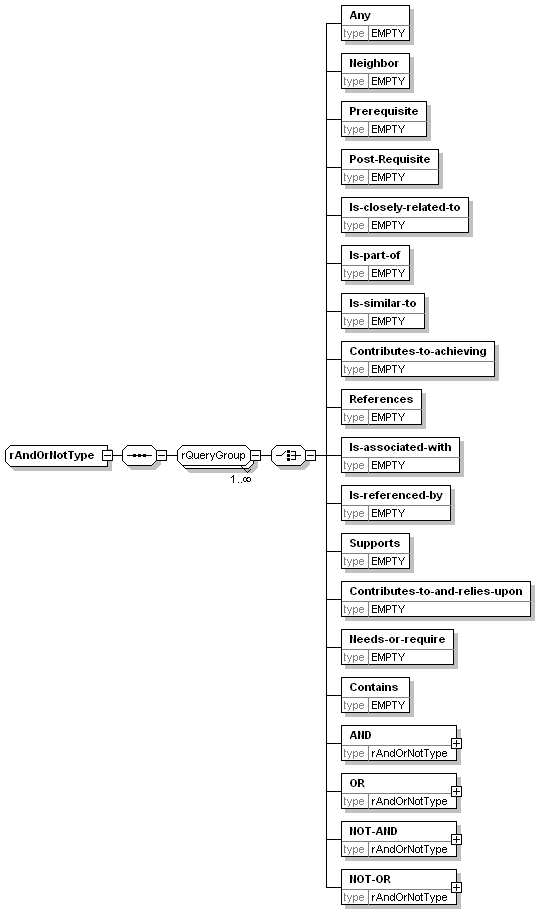 Any
type EMPTY
Neighbor
type EMPTY
Prerequisite
type EMPTY
Post-Requisite
type EMPTY
Is-closely-related-to
type EMPTY
Is-part-of
type EMPTY
Is-similar-to
type EMPTY
Contributes-to-achieving
type EMPTY
References
type EMPTY
rAndOrNotType
rQueryGroup
1..∞
Is-associated-with
type EMPTY
Is-referenced-by
type EMPTY
Supports
type EMPTY
Contributes-to-and-relies-upon
type EMPTY
Needs-or-require
type EMPTY
Contains
type EMPTY
AND
type rAndOrNotType
OR
type rAndOrNotType
NOT-AND
type rAndOrNotType
NOT-OR
type rAndOrNotType